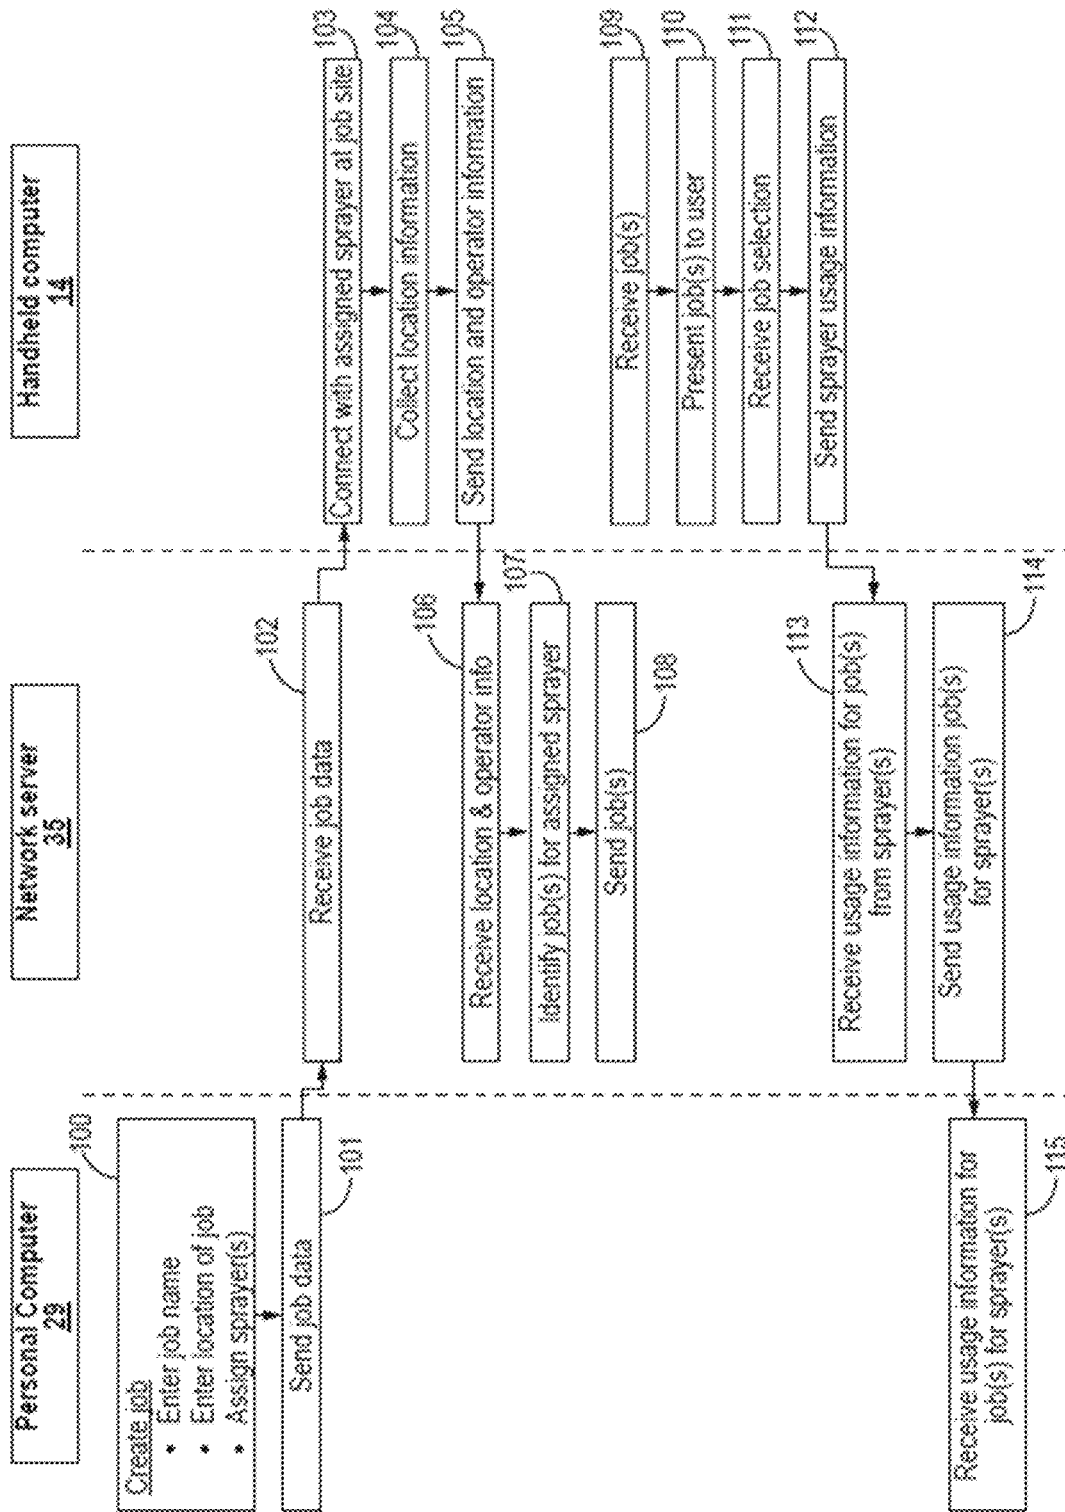 Personal Computer
29
Network server
35
Handheld computer
14
100
Create job
• Enter job name
• Enter location of job
• Assign sprayer(s)
Send job data
101
102
Receive job data
103
Connect with assigned sprayer at job site
104
Collect location information
105
Send location and operator information
106
Receive location & operator info
107
Identify job(s) for assigned sprayer
Send job(s)
108
109
Receive job(s)
110
Present job(s) to user
111
Receive job selection
112
Send sprayer usage information
113
Receive usage information for job(s)
from sprayer(s)
Send usage information job(s)
for sprayer(s)
114
Receive usage information for
job(s) for sprayer(s)
115